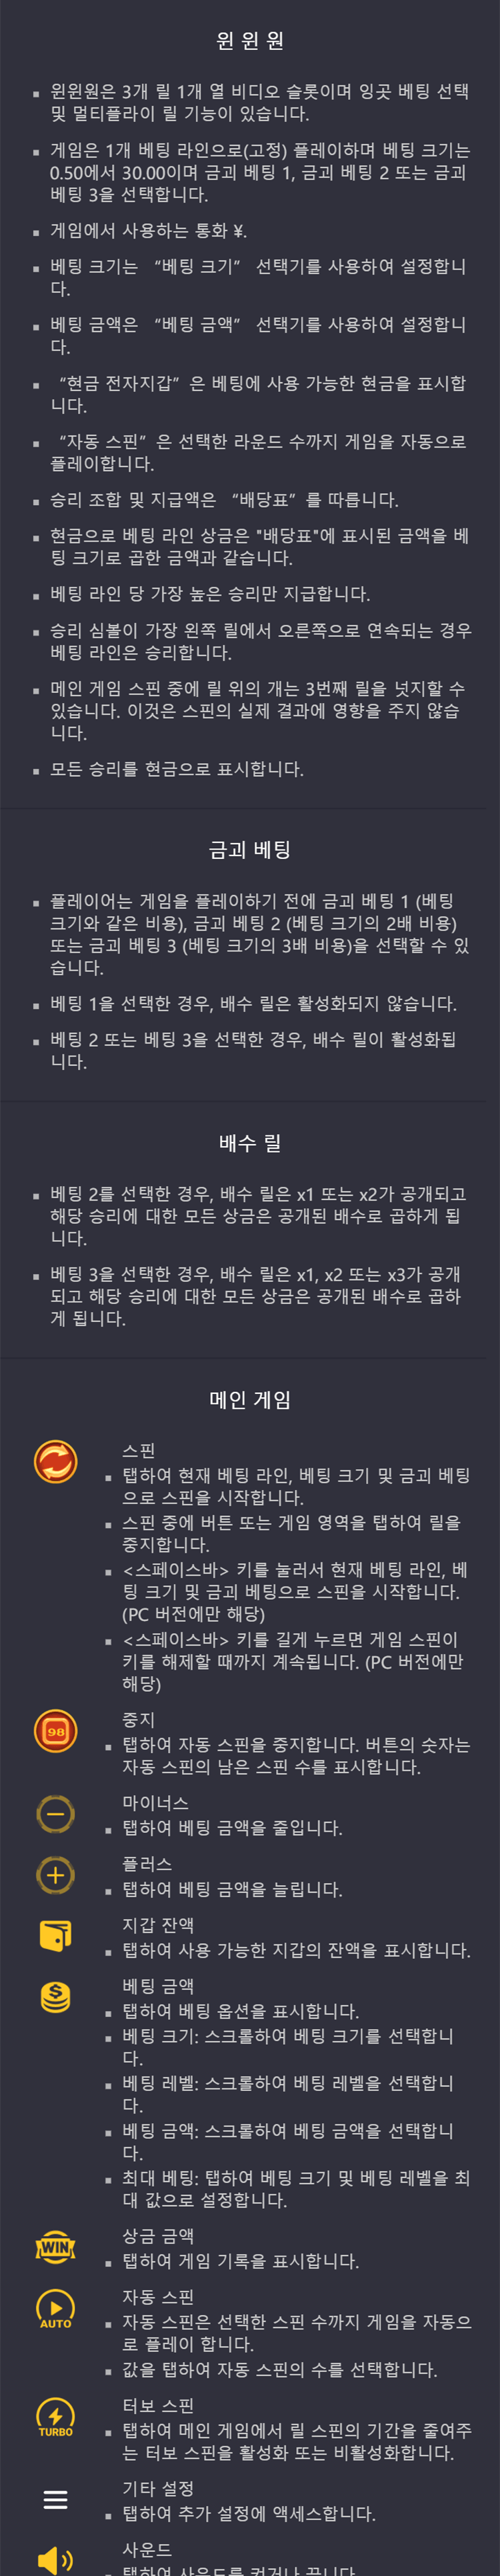 윈 윈 원
윈윈원은 3개 릴 1개 열 비디오 슬롯이며 잉곳 베팅 선택
및 멀티플라이 릴 기능이 있습니다.
게임은 1개 베팅 라인으로(고정) 플레이하며 베팅 크기는
0.50에서 30.00이며 금괴 베팅 1, 금괴 베팅 2 또는 금괴
베팅 3을 선택합니다.
게임에서 사용하는 통화 ¥.
베팅 크기는 “베팅 크기” 선택기를 사용하여 설정합니
다.
베팅 금액은 “베팅 금액” 선택기를 사용하여 설정합니
다.
“현금 전자지갑” 은 베팅에 사용 가능한 현금을 표시합
니다.
“자동 스핀” 은 선택한 라운드 수까지 게임을 자동으로
플레이합니다.
승리 조합 및 지급액은 “배당표” 를 따릅니다.
현금으로 베팅 라인 상금은 "배당표"에 표시된 금액을 베
팅 크기로 곱한 금액과 같습니다.
베팅 라인 당 가장 높은 승리만 지급합니다.
승리 심볼이 가장 왼쪽 릴에서 오른쪽으로 연속되는 경우
베팅 라인은 승리합니다.
메인 게임 스핀 중에 릴 위의 개는 3번째 릴을 넛지할 수
있습니다. 이것은 스핀의 실제 결과에 영향을 주지 않습
니다.
모든 승리를 현금으로 표시합니다.
금괴 베팅
플레이어는 게임을 플레이하기 전에 금괴 베팅 1 (베팅
크기와 같은 비용), 금괴 베팅 2 (베팅 크기의 2배 비용)
또는 금괴 베팅 3 (베팅 크기의 3배 비용)을 선택할 수 있
습니다.
베팅 1을 선택한 경우, 배수 릴은 활성화되지 않습니다.
베팅 2 또는 베팅 3을 선택한 경우, 배수 릴이 활성화됩
니다.
배수 릴
베팅 2를 선택한 경우, 배수 릴은 x1 또는 x2가 공개되고
해당 승리에 대한 모든 상금은 공개된 배수로 곱하게 됩
니다.
베팅 3을 선택한 경우, 배수 릴은 x1, x2 또는 x3가 공개
되고 해당 승리에 대한 모든 상금은 공개된 배수로 곱하
게 됩니다.
메인 게임
스핀
탭하여 현재 베팅 라인, 베팅 크기 및 금괴 베팅
으로 스핀을 시작합니다.
스핀 중에 버튼 또는 게임 영역을 탭하여 릴을
중지합니다.
<스페이스바> 키를 눌러서 현재 베팅 라인, 베
팅 크기 및 금괴 베팅으로 스핀을 시작합니다.
(PC 버전에만 해당)
<스페이스바> 키를 길게 누르면 게임 스핀이
키를 해제할 때까지 계속됩니다. (PC 버전에만
해당)
98
중지
탭하여 자동 스핀을 중지합니다. 버튼의 숫자는
자동 스핀의 남은 스핀 수를 표시합니다.
마이너스
탭하여 베팅 금액을 줄입니다.
플러스
탭하여 베팅 금액을 늘립니다.
지갑 잔액
탭하여 사용 가능한 지갑의 잔액을 표시합니다.
베팅 금액
탭하여 베팅 옵션을 표시합니다.
베팅 크기: 스크롤하여 베팅 크기를 선택합니
다.
베팅 레벨: 스크롤하여 베팅 레벨을 선택합니
다.
베팅 금액: 스크롤하여 베팅 금액을 선택합니
다.
최대 베팅: 탭하여 베팅 크기 및 베팅 레벨을 최
대 값으로 설정합니다.
WIN
상금 금액
탭하여 게임 기록을 표시합니다.
AUTO
자동 스핀
자동 스핀은 선택한 스핀 수까지 게임을 자동으
로 플레이 합니다.
값을 탭하여 자동 스핀의 수를 선택합니다.
TURBO
터보 스핀
탭하여 메인 게임에서 릴 스핀의 기간을 줄여주
는 터보 스핀을 활성화 또는 비활성화합니다.
기타 설정
탭하여 추가 설정에 액세스합니다.
사운드
탭하여 사운드를 켜거나 끕니다.